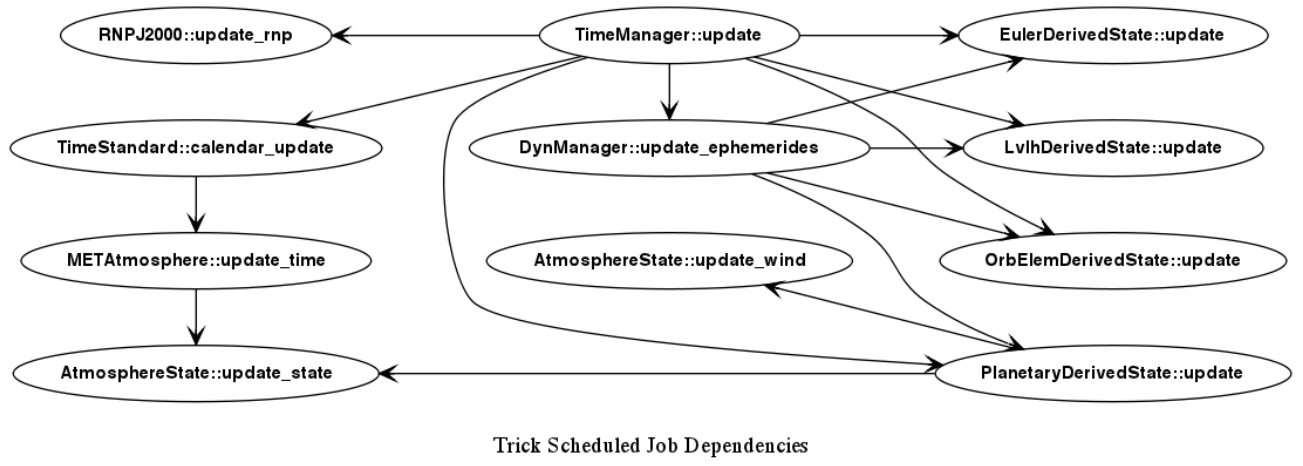 RNPJ2000::update_rnp
TimeManager::update
EulerDerivedState::update
TimeStandard::calendar_update
DynManager::update_ephemerides
LvlhDerivedState::update
METAtmosphere::update_time
AtmosphereState::update_wind
OrbElemDerivedState::update
AtmosphereState::update_state
PlanetaryDerivedState::update
Trick Scheduled Job Dependencies